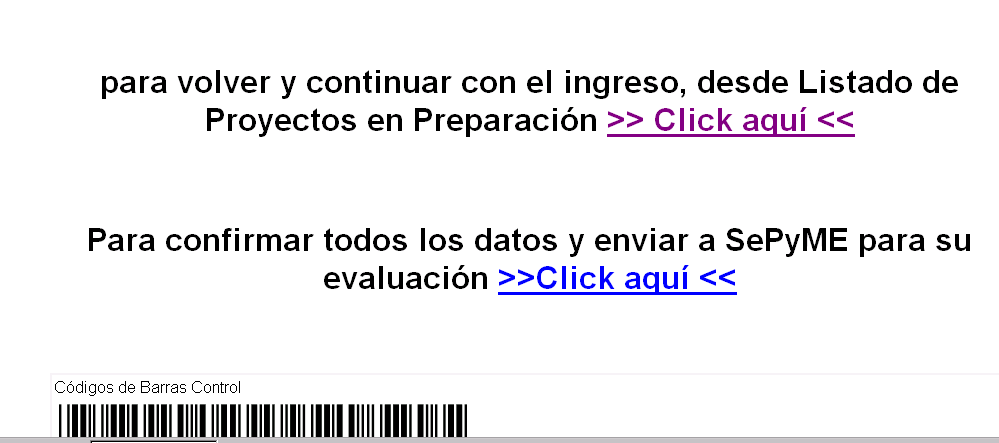 para volver y continuar con el ingreso, desde Listado de
Proyectos en Preparación >> Click aquí <<
Para confirmar todos los datos y enviar a SePyME para su
evaluación >>Click aquí <<
Códigos de Barras Control